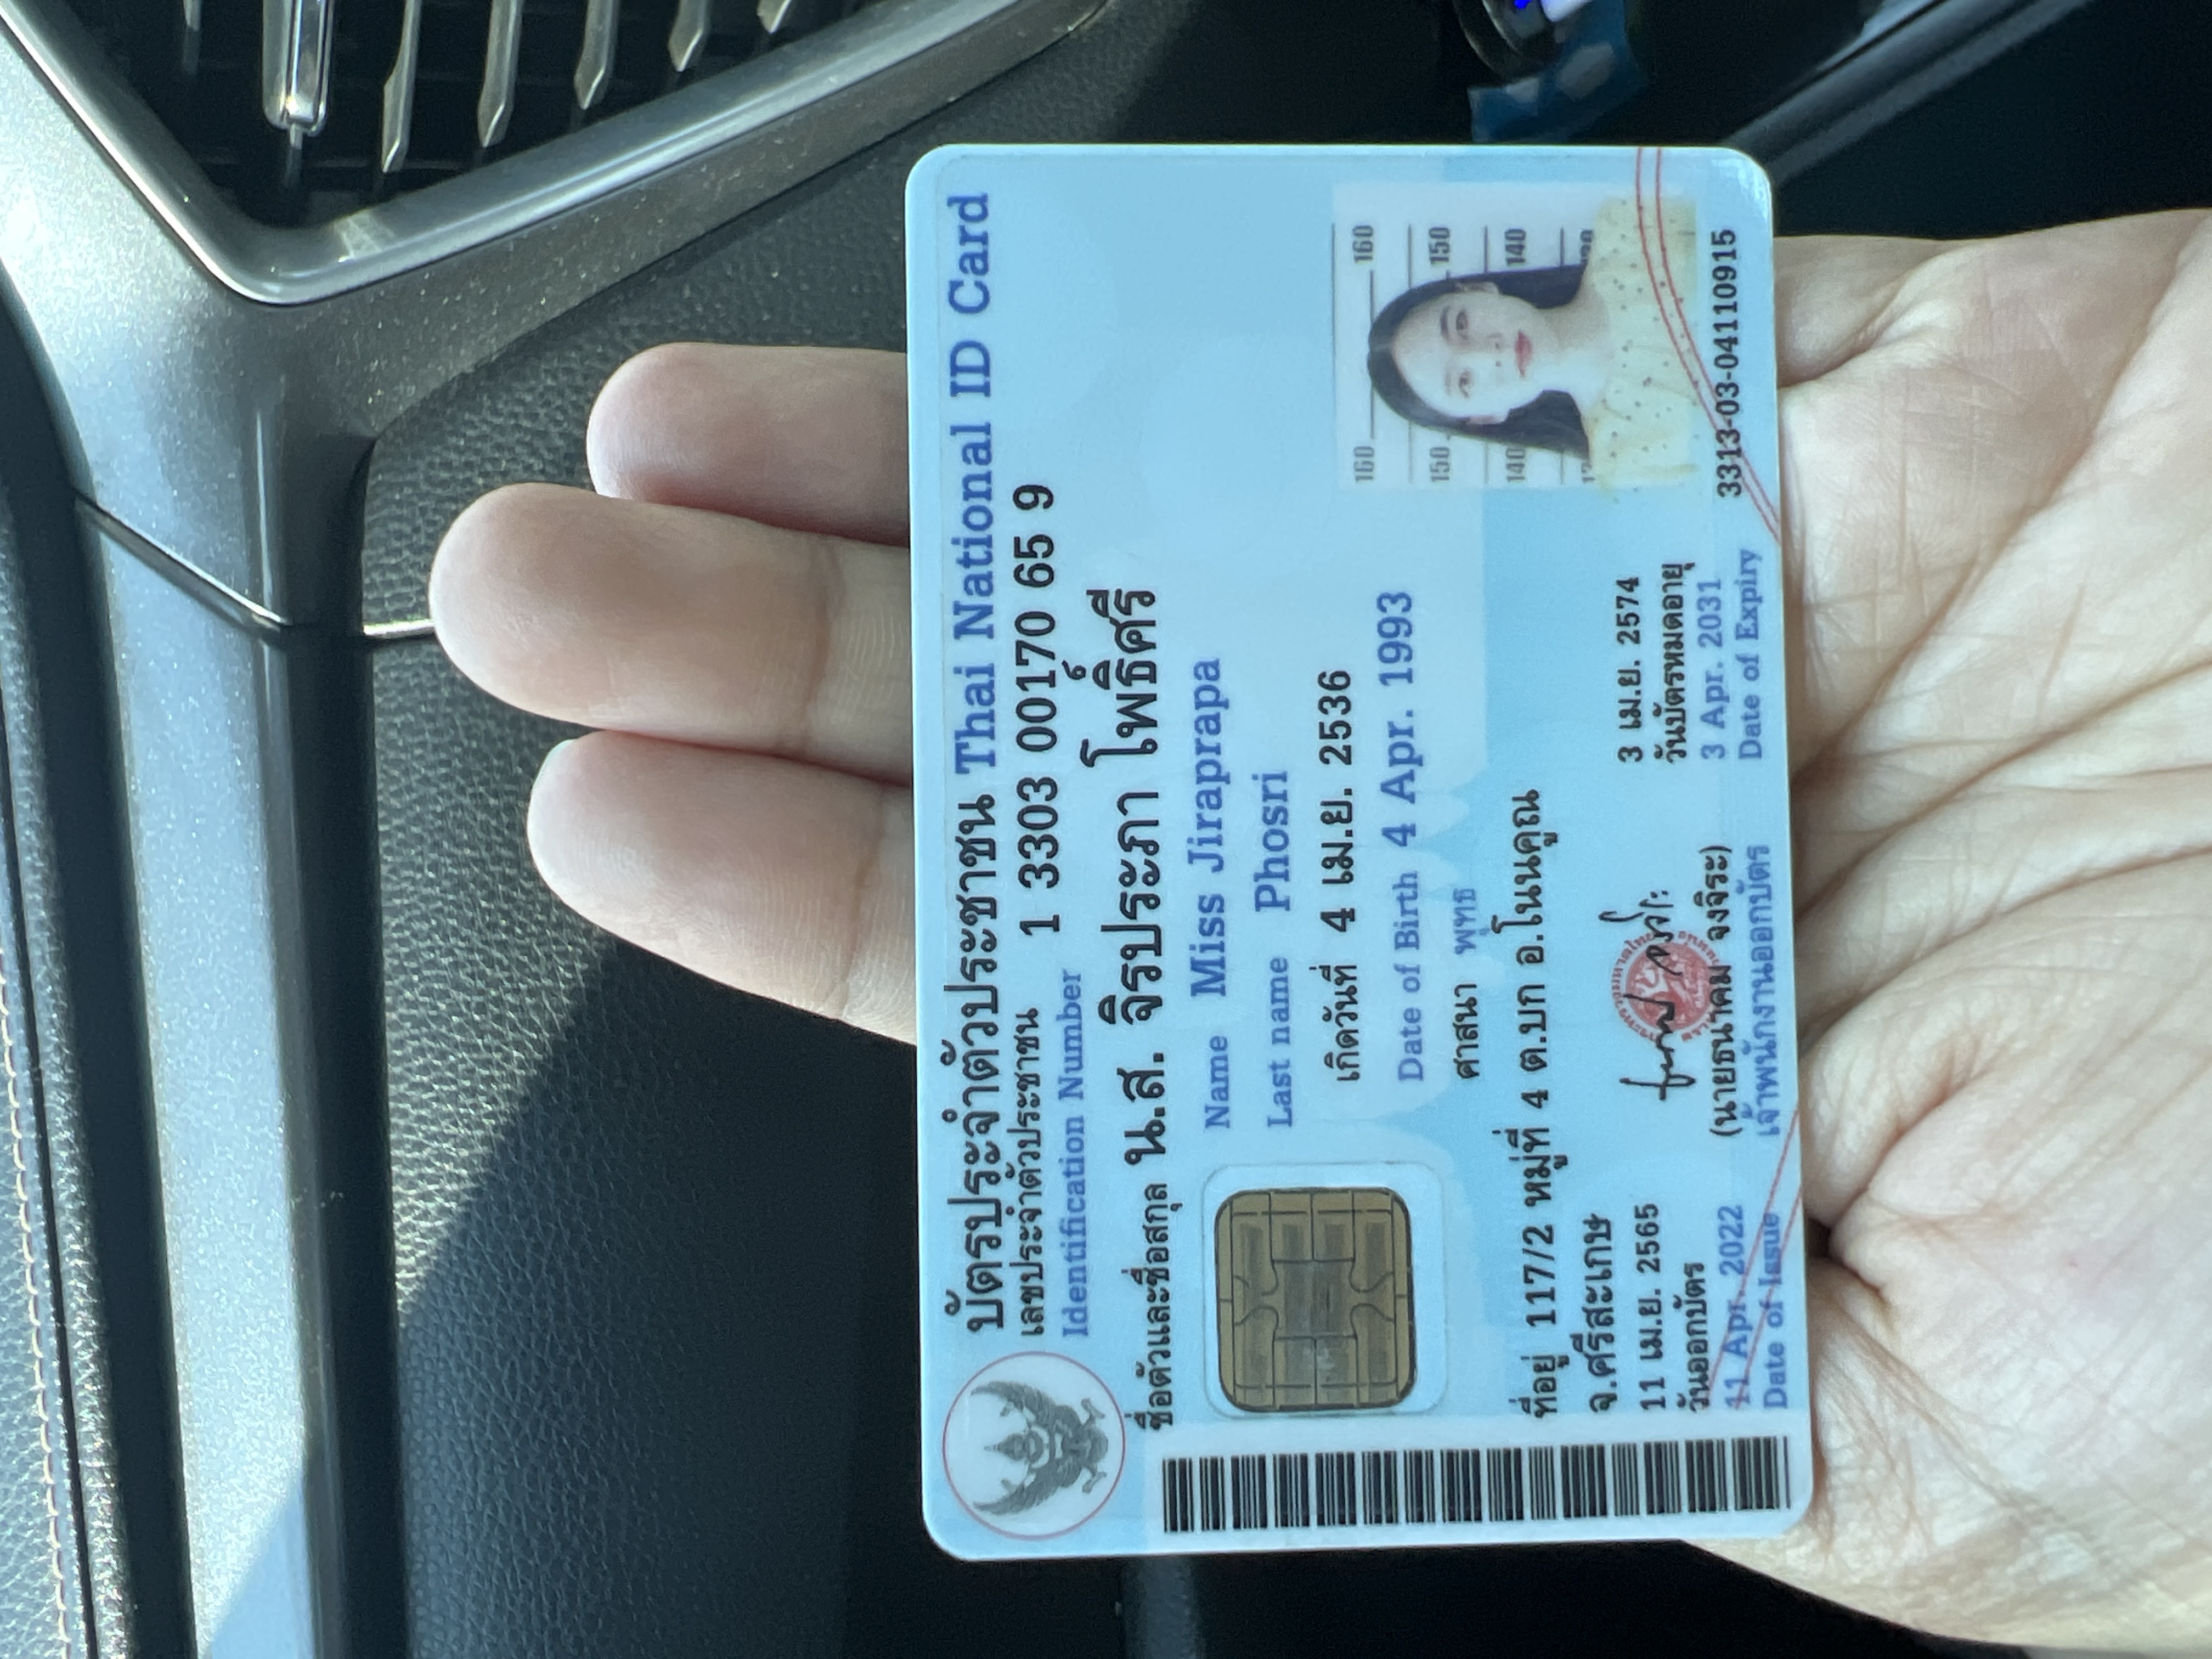 บัตรประจำตัวประชาชน Thai National ID Card
เลขประจำตัวประชาชน 1 3303 00170 65 9
Identification Number
ชื่อตัวและชื่อสกุล น.ส. จิรประภา โพธิ์ศรี
Name Miss Jiraprapa
Last name Phosri
เกิดวันที่ 4 เม.ย. 2536
Date of Birth 4 Apr. 1993
ศาสนา พุทธ
ที่อยู่ 117/2 หมู่ที่ 4 ต.บก อ.โนนคูณ
จ.ศรีสะเกษ
11 เม.ย. 2565
วันออกบัตร
11 Apr. 2022
Date of Issue
(นายธนาคม จงจิระ)
เจ้าพนักงานออกบัตร
3 เม.ย. 2574
วันบัตรหมดอายุ
3 Apr. 2031
Date of Expiry
160 160
150 150
140 140
3313-03-04110915